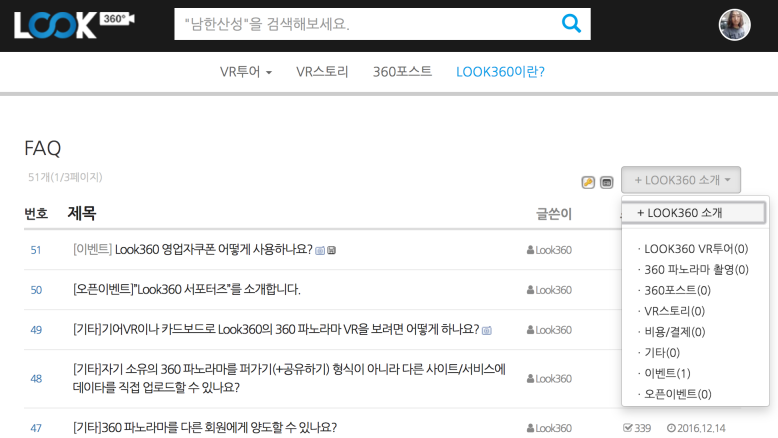 LOOK 360°
"남한산성"을 검색해보세요.
VR투어 VR스토리 360포스트 LOOK360이란?
FAQ
51개(1/3페이지)
+ LOOK360 소개
번호 제목 글쓴이
+ LOOK360 소개
· LOOK360 VR투어(0)
· 360 파노라마 촬영(0)
· 360포스트(0)
· VR스토리(0)
· 비용/결제(0)
· 기타(0)
· 이벤트(1)
· 오픈이벤트(0)
51 [이벤트] Look360 영업자쿠폰 어떻게 사용하나요? Look360
50 [오픈이벤트]"Look360 서포터즈"를 소개합니다. Look360
49 [기타]기어VR이나 카드보드로 Look360의 360 파노라마 VR을 보려면 어떻게 하나요? Look360
48 [기타]자기 소유의 360 파노라마를 퍼가기(+공유하기) 형식이 아니라 다른 사이트/서비스에 Look360
데이타를 직접 업로드할 수 있나요?
47 [기타]360 파노라마를 다른 회원에게 양도할 수 있나요? Look360 339 2016.12.14